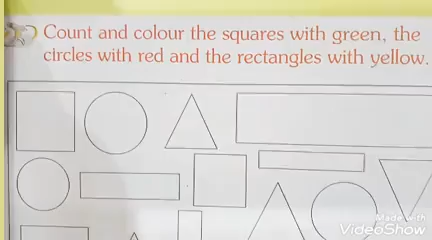 Count and colour the squares with green, the
circles with red and the rectangles with yellow.
Made with
VideoShow